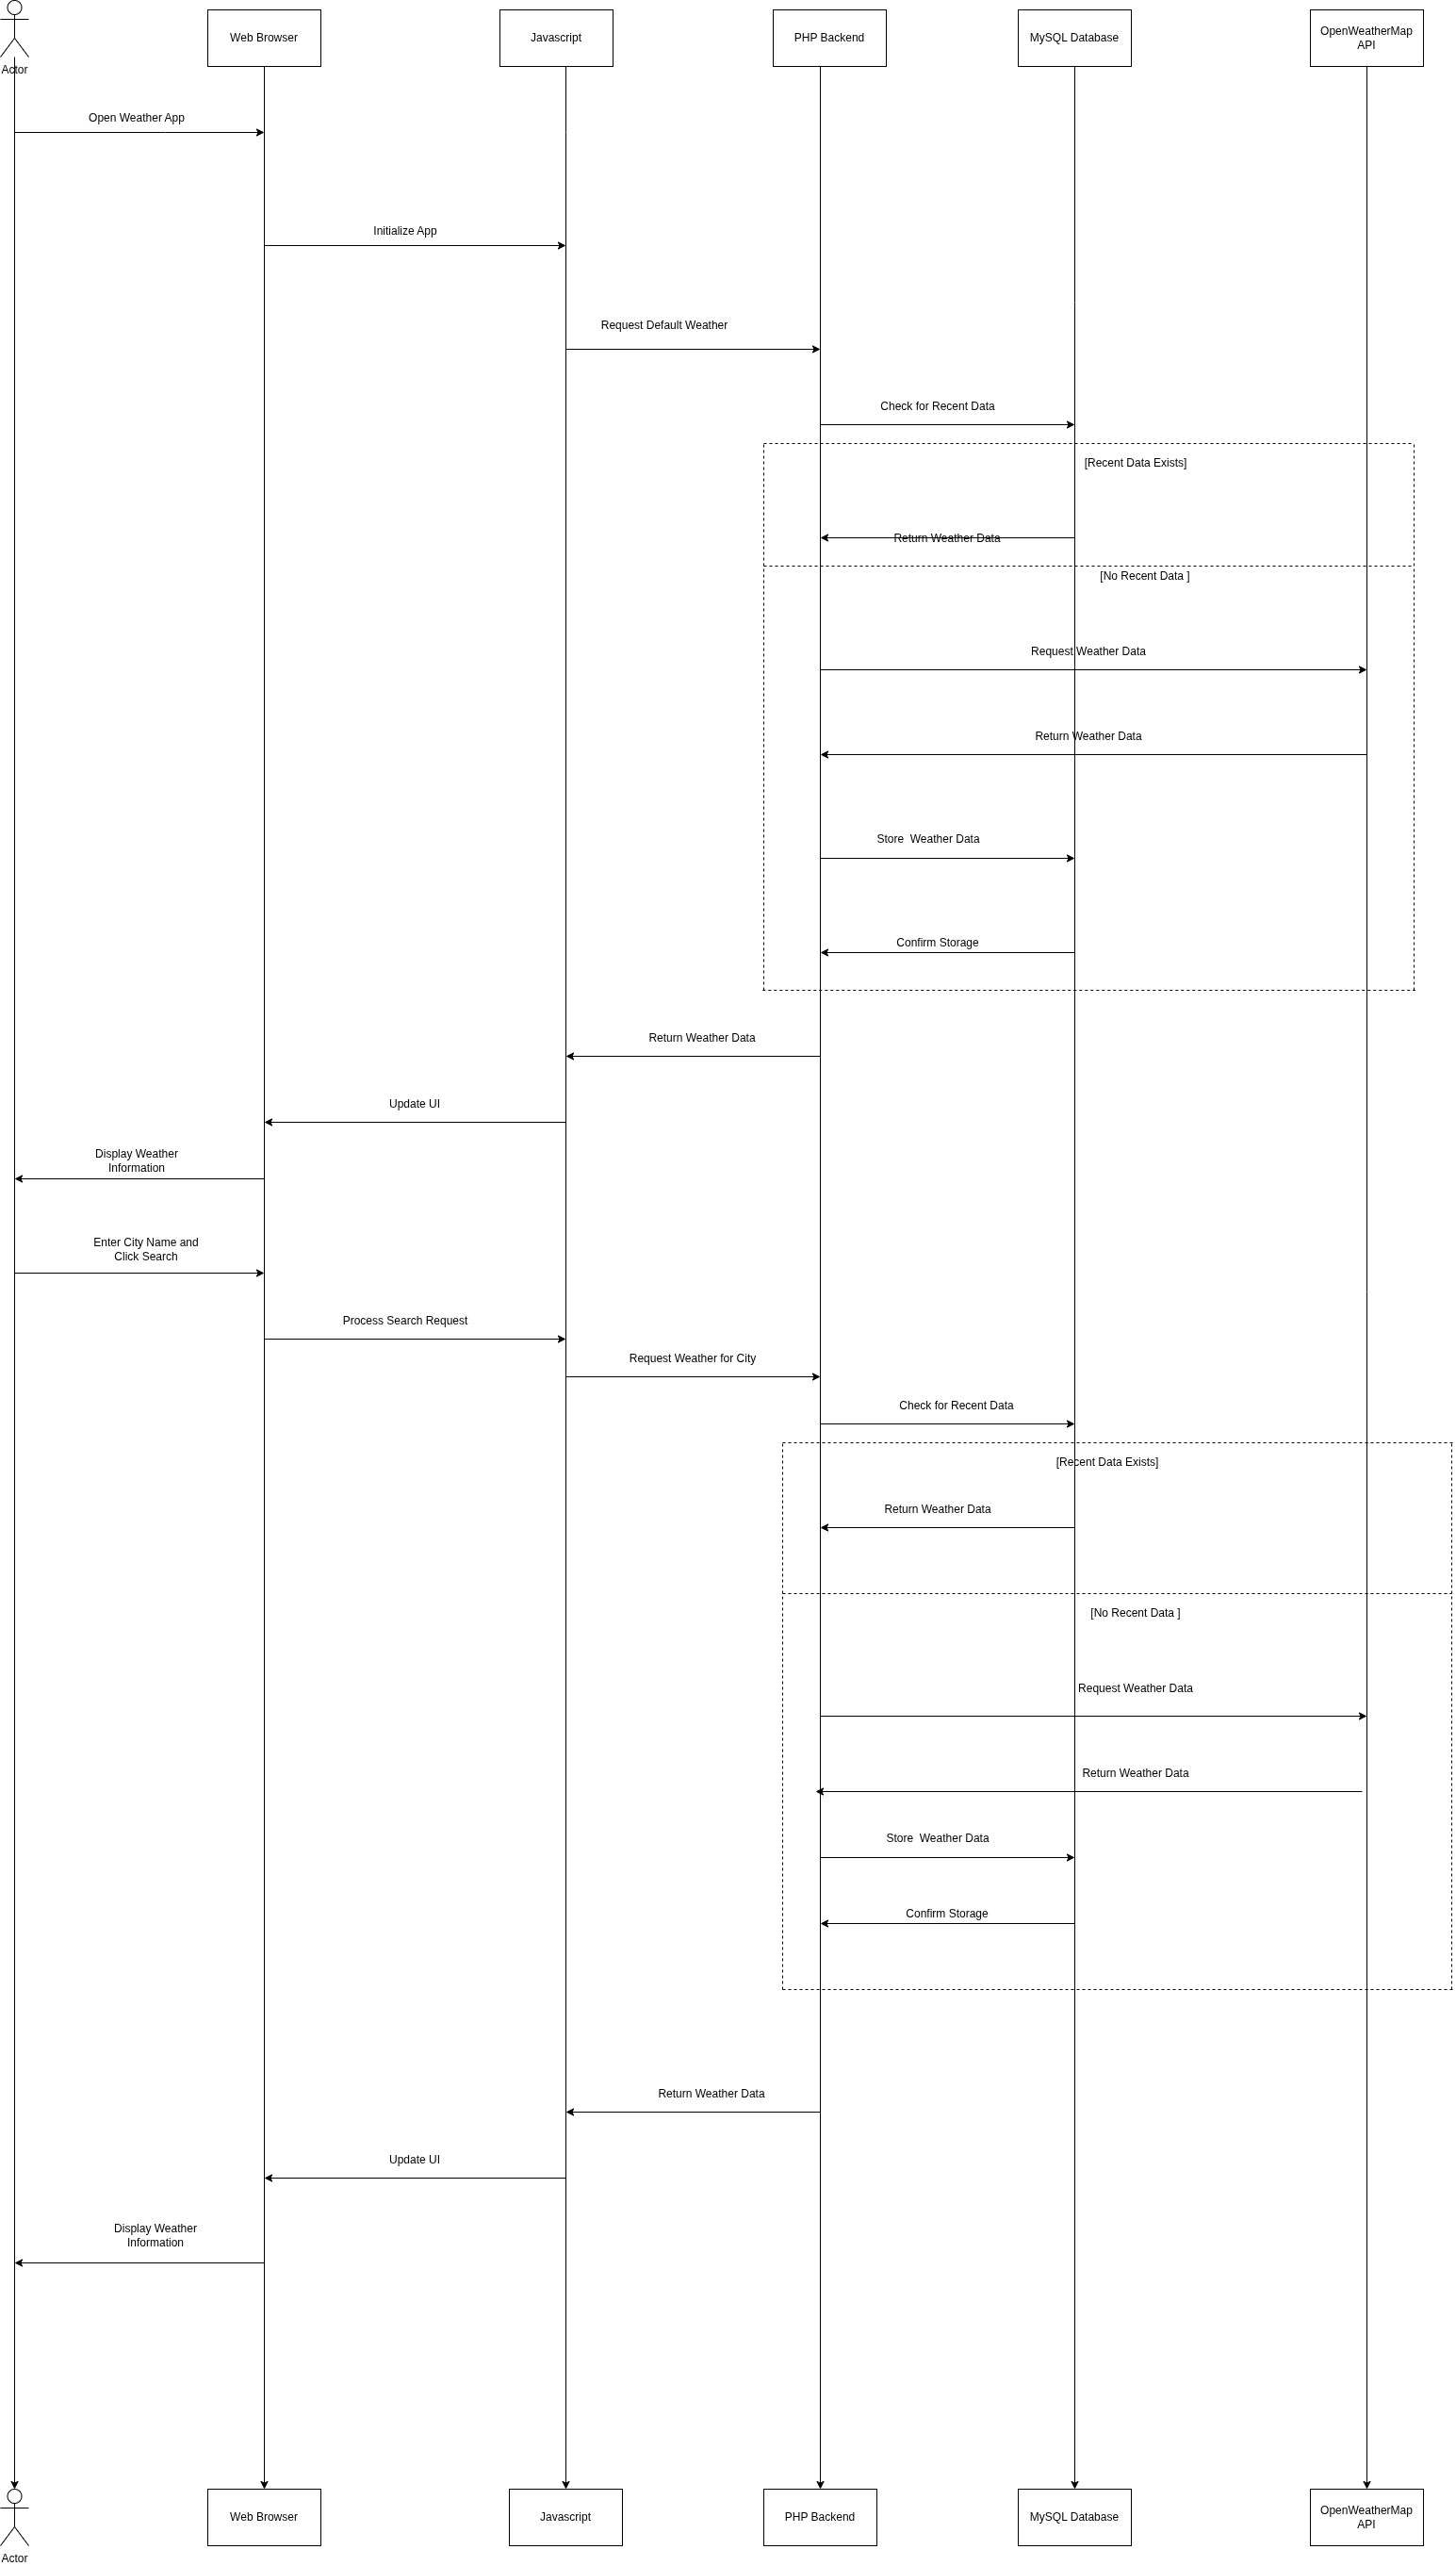 Actor
Web Browser
Javascript
PHP Backend
MySQL Database
OpenWeatherMap
API
Open Weather App
Initialize App
Request Default Weather
Check for Recent Data
[Recent Data Exists]
Return Weather Data
[No Recent Data ]
Request Weather Data
Return Weather Data
Store  Weather Data
Confirm Storage
Return Weather Data
Update UI
Display Weather
Information
Enter City Name and
Click Search
Process Search Request
Request Weather for City
Check for Recent Data
[Recent Data Exists]
Return Weather Data
[No Recent Data ]
Request Weather Data
Return Weather Data
Store  Weather Data
Confirm Storage
Return Weather Data
Update UI
Display Weather
Information
Web Browser
Javascript
PHP Backend
MySQL Database
OpenWeatherMap
API
Actor